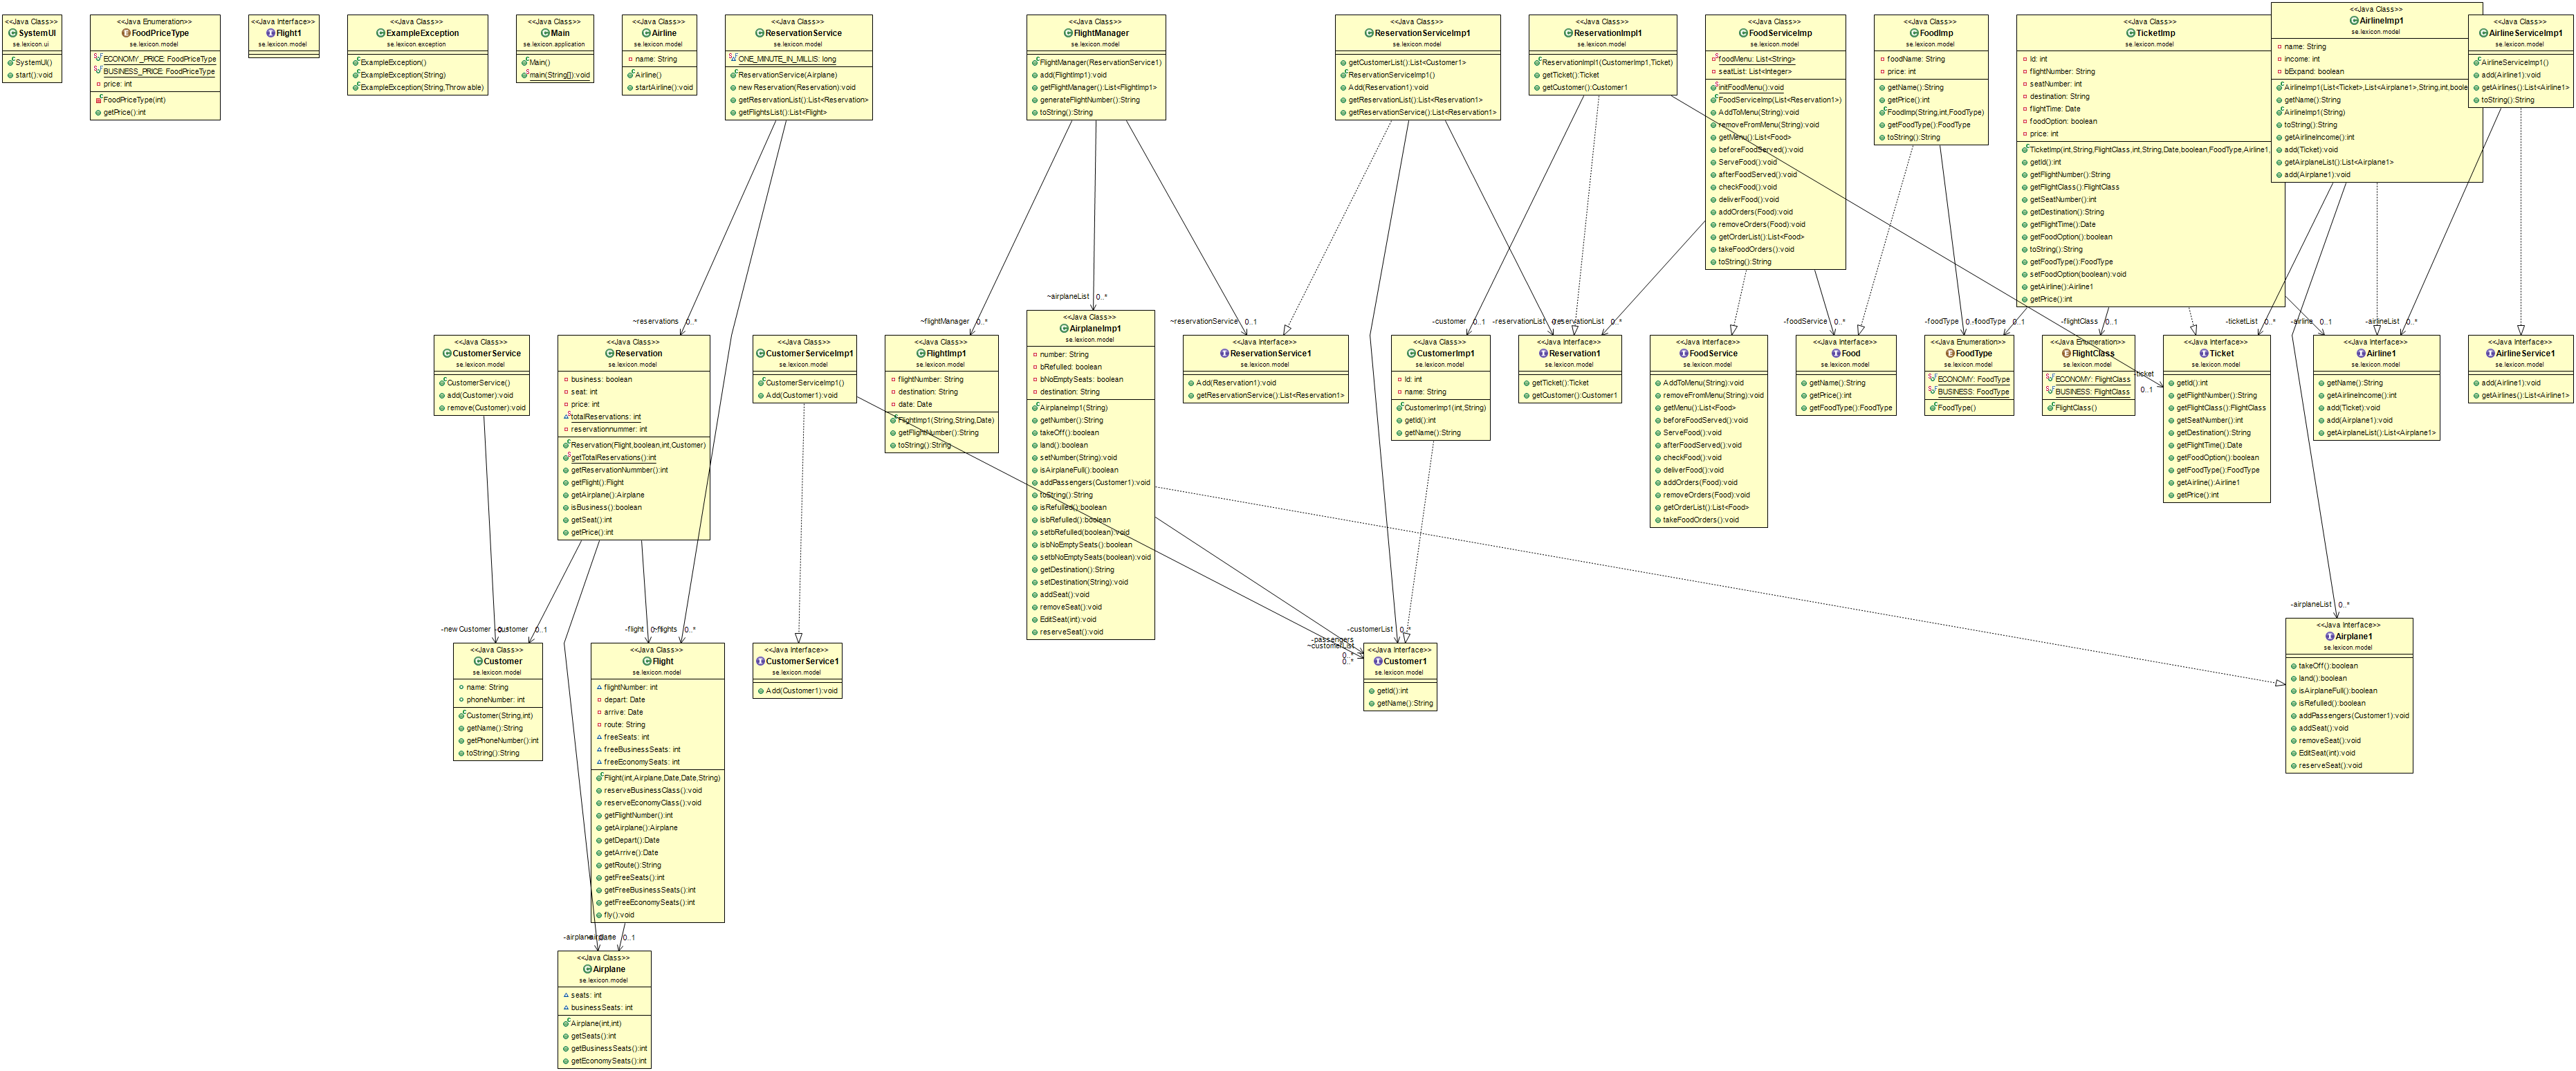 <<Java Class>>
SystemUI
se.lexicon.ui
SystemUI()
start():void
<<Java Enumeration>>
FoodPriceType
se.lexicon.model
ECONOMY_PRICE: FoodPriceType
BUSINESS_PRICE: FoodPriceType
price: int
FoodPriceType(int)
getPrice():int
<<Java Interface>>
Flight1
se.lexicon.model
<<Java Class>>
ExampleException
se.lexicon.exception
ExampleException()
ExampleException(String)
ExampleException(String,Throwable)
<<Java Class>>
Main
se.lexicon.application
Main()
main(String[]):void
<<Java Class>>
Airline
se.lexicon.model
name: String
Airline()
startAirline():void
<<Java Class>>
ReservationService
se.lexicon.model
ONE_MINUTE_IN_MILLIS: long
ReservationService(Airplane)
newReservation(Reservation):void
getReservationList():List<Reservation>
getFlightsList():List<Flight>
<<Java Class>>
FlightManager
se.lexicon.model
FlightManager(ReservationService1)
add(FlightImp1):void
getFlightManager():List<FlightImp1>
generateFlightNumber():String
toString():String
<<Java Class>>
ReservationServiceImp1
se.lexicon.model
getCustomerList():List<Customer1>
ReservationServiceImp1()
Add(Reservation1):void
getReservationList():List<Reservation1>
getReservationService():List<Reservation1>
<<Java Class>>
ReservationImpl1
se.lexicon.model
ReservationImpl1(CustomerImp1,Ticket)
getTicket():Ticket
getCustomer():Customer1
<<Java Class>>
FoodServiceImp
se.lexicon.model
foodMenu: List<String>
seatList: List<Integer>
initFoodMenu():void
FoodServiceImp(List<Reservation1>)
AddToMenu(String):void
removeFromMenu(String):void
getMenu():List<Food>
beforeFoodServed():void
ServeFood():void
afterFoodServed():void
checkFood():void
deliverFood():void
addOrders(Food):void
removeOrders(Food):void
getOrderList():List<Food>
takeFoodOrders():void
toString():String
<<Java Class>>
FoodImp
se.lexicon.model
foodName: String
price: int
getName():String
getPrice():int
FoodImp(String,int,FoodType)
getFoodType():FoodType
toString():String
<<Java Class>>
TicketImp
se.lexicon.model
Id: int
flightNumber: String
seatNumber: int
destination: String
flightTime: Date
foodOption: boolean
price: int
TicketImp(int,String,FlightClass,int,String,Date,boolean,FoodType,Airline1,
getId():int
getFlightNumber():String
getFlightClass():FlightClass
getSeatNumber():int
getDestination():String
getFlightTime():Date
getFoodOption():boolean
toString():String
getFoodType():FoodType
setFoodOption(boolean):void
getAirline():Airline1
getPrice():int
<<Java Class>>
AirlineImp1
se.lexicon.model
name: String
income: int
bExpand: boolean
AirlineImp1(List<Ticket>,List<Airplane1>,String,int,boole
getName():String
AirlineImp1(String)
toString():String
getAirlineIncome():int
add(Ticket):void
getAirplaneList():List<Airplane1>
add(Airplane1):void
<<Java Class>>
AirlineServiceImp1
se.lexicon.model
AirlineServiceImp1()
add(Airline1):void
getAirlines():List<Airline1>
toString():String
~reservations 0..*
~flightManager 0..*
~airplaneList 0..*
~reservationService 0..1
-customer 0..1
-reservationList
-reservationList 0..*
-foodService 0..*
-foodType
-foodType 0..1
-flightClass 0..1
-ticketList 0..*
-airline 0..1
-airlineList 0..*
-ticket
0..1
<<Java Class>>
CustomerService
se.lexicon.model
CustomerService()
add(Customer):void
remove(Customer):void
<<Java Class>>
Reservation
se.lexicon.model
business: boolean
seat: int
price: int
totalReservations: int
reservationnummer: int
Reservation(Flight,boolean,int,Customer)
getTotalReservations():int
getReservationNummber():int
getFlight():Flight
getAirplane():Airplane
isBusiness():boolean
getSeat():int
getPrice():int
<<Java Class>>
CustomerServiceImp1
se.lexicon.model
CustomerServiceImp1()
Add(Customer1):void
<<Java Class>>
FlightImp1
se.lexicon.model
flightNumber: String
destination: String
date: Date
FlightImp1(String,String,Date)
getFlightNumber():String
toString():String
<<Java Class>>
AirplaneImp1
se.lexicon.model
number: String
bRefulled: boolean
bNoEmptySeats: boolean
destination: String
AirplaneImp1(String)
getNumber():String
takeOff():boolean
land():boolean
setNumber(String):void
isAirplaneFull():boolean
addPassengers(Customer1):void
toString():String
isRefulled():boolean
isbRefulled():boolean
setbRefulled(boolean):void
isbNoEmptySeats():boolean
setbNoEmptySeats(boolean):void
getDestination():String
setDestination(String):void
addSeat():void
removeSeat():void
EditSeat(int):void
reserveSeat():void
<<Java Interface>>
ReservationService1
se.lexicon.model
Add(Reservation1):void
getReservationService():List<Reservation1>
<<Java Class>>
CustomerImp1
se.lexicon.model
Id: int
name: String
CustomerImp1(int,String)
getId():int
getName():String
<<Java Interface>>
Reservation1
se.lexicon.model
getTicket():Ticket
getCustomer():Customer1
<<Java Interface>>
FoodService
se.lexicon.model
AddToMenu(String):void
removeFromMenu(String):void
getMenu():List<Food>
beforeFoodServed():void
ServeFood():void
afterFoodServed():void
checkFood():void
deliverFood():void
addOrders(Food):void
removeOrders(Food):void
getOrderList():List<Food>
takeFoodOrders():void
<<Java Interface>>
Food
se.lexicon.model
getName():String
getPrice():int
getFoodType():FoodType
<<Java Enumeration>>
FoodType
se.lexicon.model
ECONOMY: FoodType
BUSINESS: FoodType
FoodType()
<<Java Enumeration>>
FlightClass
se.lexicon.model
ECONOMY: FlightClass
BUSINESS: FlightClass
FlightClass()
<<Java Interface>>
Ticket
se.lexicon.model
getId():int
getFlightNumber():String
getFlightClass():FlightClass
getSeatNumber():int
getDestination():String
getFlightTime():Date
getFoodOption():boolean
getFoodType():FoodType
getAirline():Airline1
getPrice():int
<<Java Interface>>
Airline1
se.lexicon.model
getName():String
getAirlineIncome():int
add(Ticket):void
add(Airplane1):void
getAirplaneList():List<Airplane1>
<<Java Interface>>
AirlineService1
se.lexicon.model
add(Airline1):void
getAirlines():List<Airline1>
-newCustomer
-customer 0..1
-flight
~flights 0..*
-passengers
~customerList
0..*
0..*
-customerList 0..*
-airplaneList 0..*
<<Java Class>>
Customer
se.lexicon.model
name: String
phoneNumber: int
Customer(String,int)
getName():String
getPhoneNumber():int
toString():String
<<Java Class>>
Flight
se.lexicon.model
flightNumber: int
depart: Date
arrive: Date
route: String
freeSeats: int
freeBusinessSeats: int
freeEconomySeats: int
Flight(int,Airplane,Date,Date,String)
reserveBusinessClass():void
reserveEconomyClass():void
getFlightNumber():int
getAirplane():Airplane
getDepart():Date
getArrive():Date
getRoute():String
getFreeSeats():int
getFreeBusinessSeats():int
getFreeEconomySeats():int
fly():void
<<Java Interface>>
CustomerService1
se.lexicon.model
Add(Customer1):void
<<Java Interface>>
Customer1
se.lexicon.model
getId():int
getName():String
<<Java Interface>>
Airplane1
se.lexicon.model
takeOff():boolean
land():boolean
isAirplaneFull():boolean
isRefulled():boolean
addPassengers(Customer1):void
addSeat():void
removeSeat():void
EditSeat(int):void
reserveSeat():void
-airplane
-airplane 0..1
<<Java Class>>
Airplane
se.lexicon.model
seats: int
businessSeats: int
Airplane(int,int)
getSeats():int
getBusinessSeats():int
getEconomySeats():int